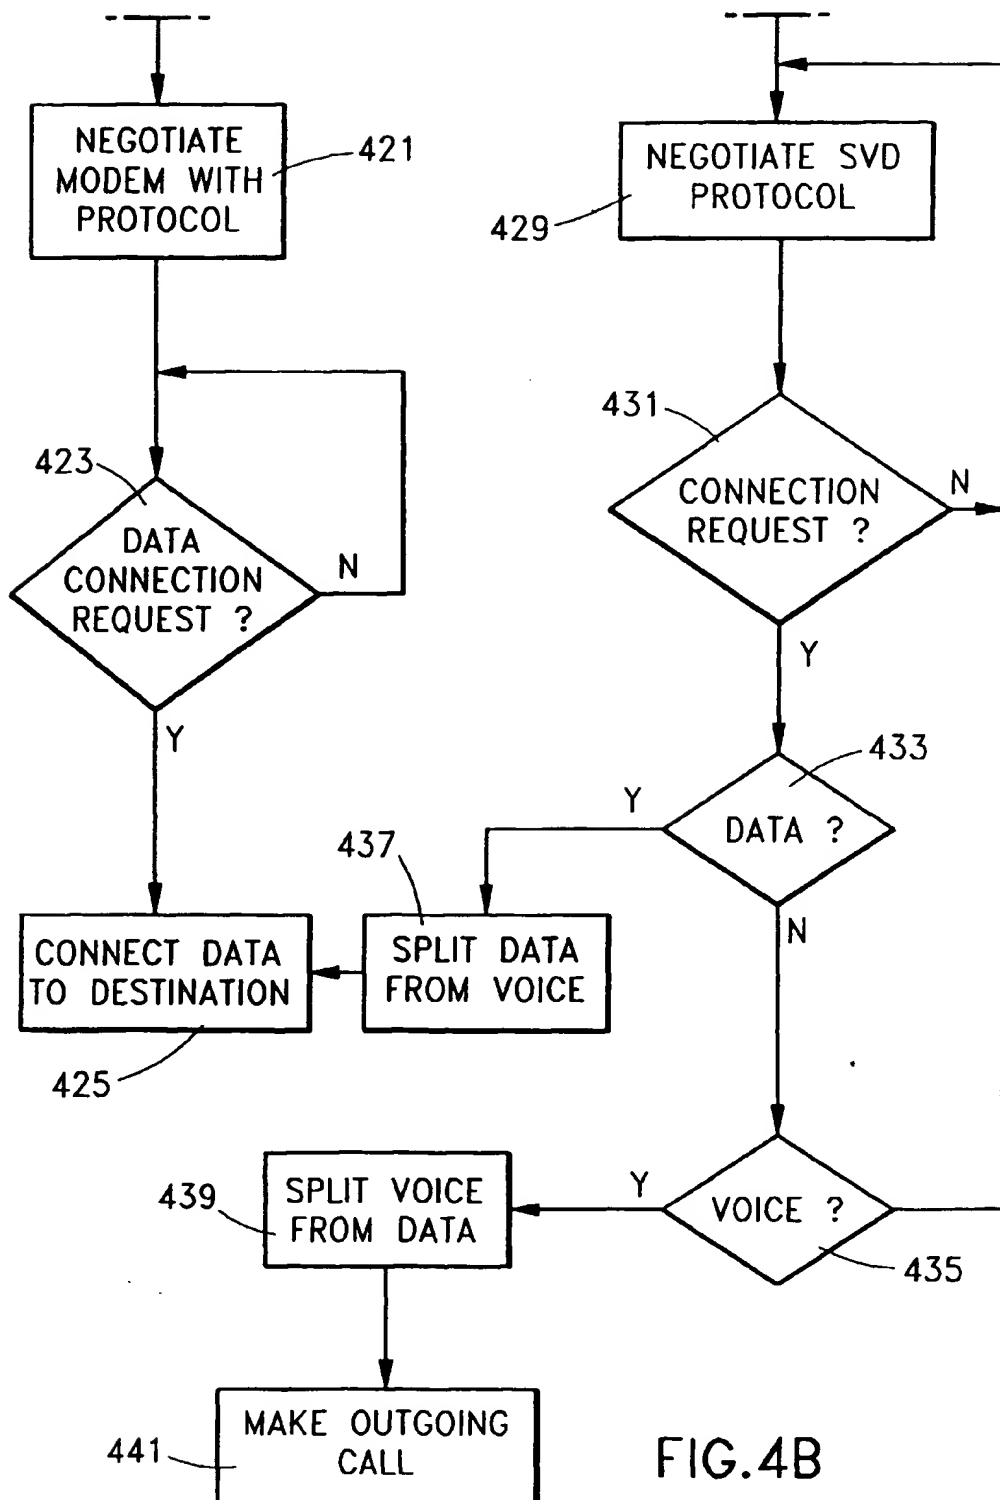 NEGOTIATE
MODEM WITH
PROTOCOL
421
NEGOTIATE SVD
PROTOCOL
429
423
DATA
CONNECTION
REQUEST ?
N
Y
431
CONNECTION
REQUEST ?
N
Y
433
DATA ?
Y
N
437
SPLIT DATA
FROM VOICE
CONNECT DATA
TO DESTINATION
425
VOICE ?
Y
435
439
SPLIT VOICE
FROM DATA
441
MAKE OUTGOING
CALL
FIG.4B